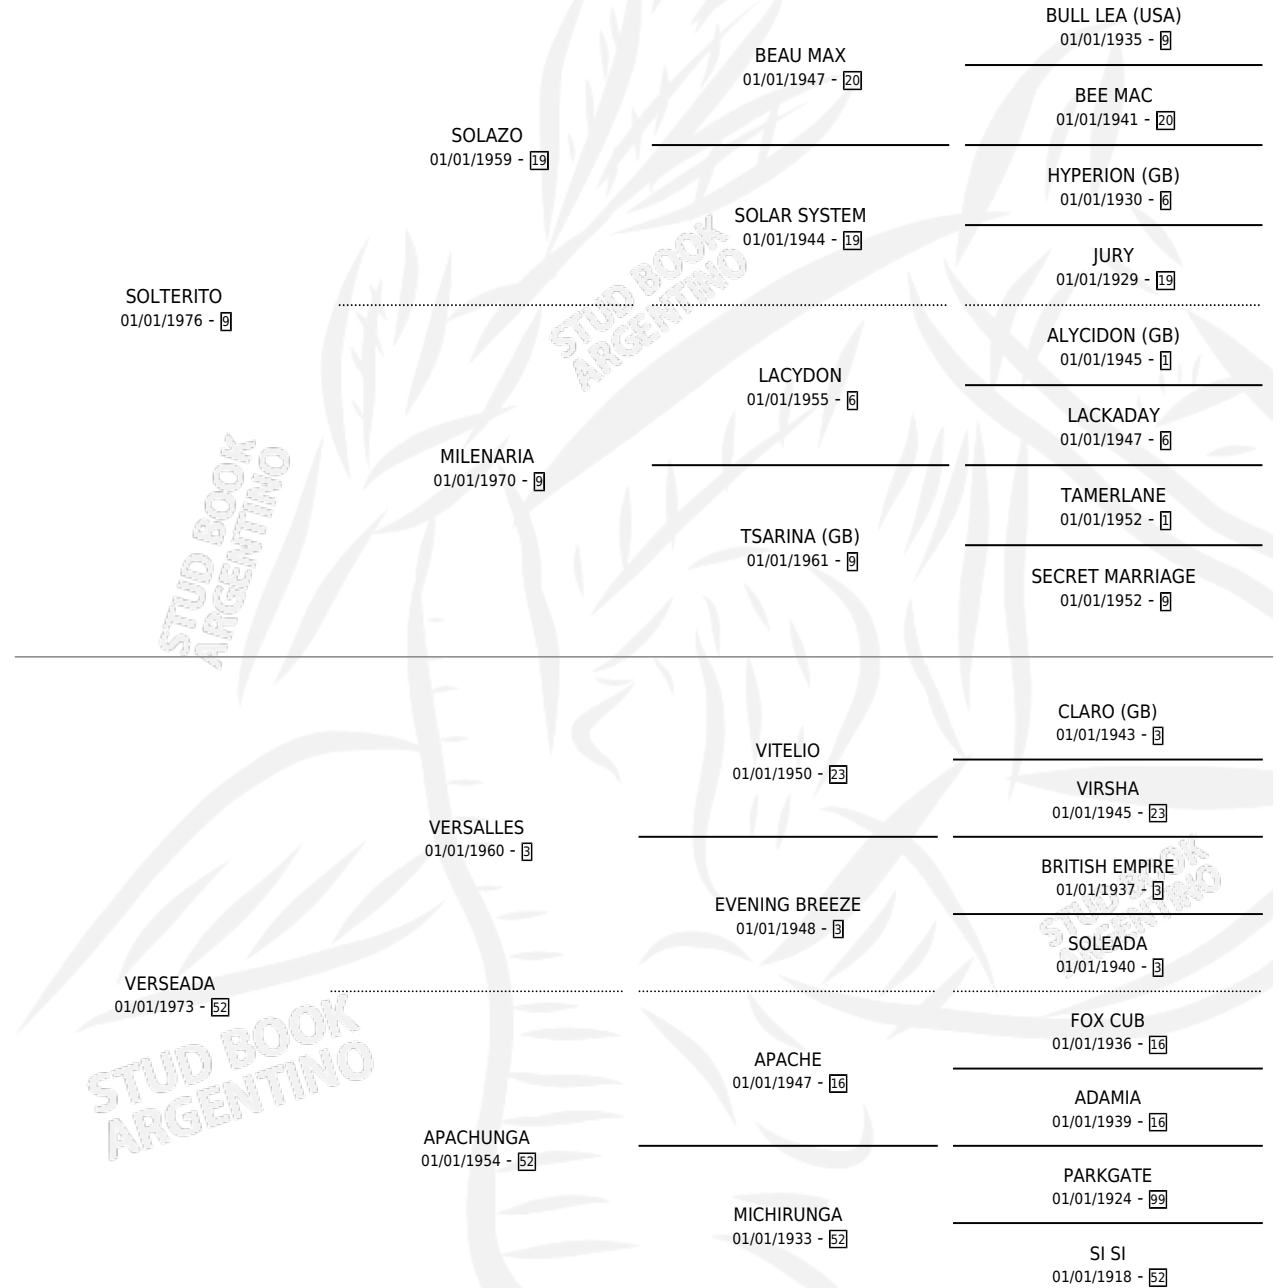 BULL LEA (USA)
01/01/1935 - 9
BEAU MAX
01/01/1947 - 20
BEE MAC
01/01/1941 - 20
SOLAZO
01/01/1959 - 19
HYPERION (GB)
01/01/1930 - 6
SOLAR SYSTEM
01/01/1944 - 19
JURY
01/01/1929 - 19
SOLTERITO
01/01/1976 - 9
ALYCIDON (GB)
01/01/1945 - 1
LACYDON
01/01/1955 - 6
LACKADAY
01/01/1947 - 6
MILENARIA
01/01/1970 - 9
TAMERLANE
01/01/1952 - 1
TSARINA (GB)
01/01/1961 - 9
SECRET MARRIAGE
01/01/1952 - 9
CLARO (GB)
01/01/1943 - 3
VITELIO
01/01/1950 - 23
VIRSHA
01/01/1945 - 23
VERSALLES
01/01/1960 - 3
BRITISH EMPIRE
01/01/1937 - 3
EVENING BREEZE
01/01/1948 - 3
SOLEADA
01/01/1940 - 3
VERSEADA
01/01/1973 - 52
FOX CUB
01/01/1936 - 16
APACHE
01/01/1947 - 16
ADAMIA
01/01/1939 - 16
APACHUNGA
01/01/1954 - 52
PARKGATE
01/01/1924 - 99
MICHIRUNGA
01/01/1933 - 52
SI SI
01/01/1918 - 52
STUD BOOK
ARGENTINO
STUD BOOK
ARGENTINO
STUD BOOK
ARGENTINO
STUD BOOK
ARGENTINO